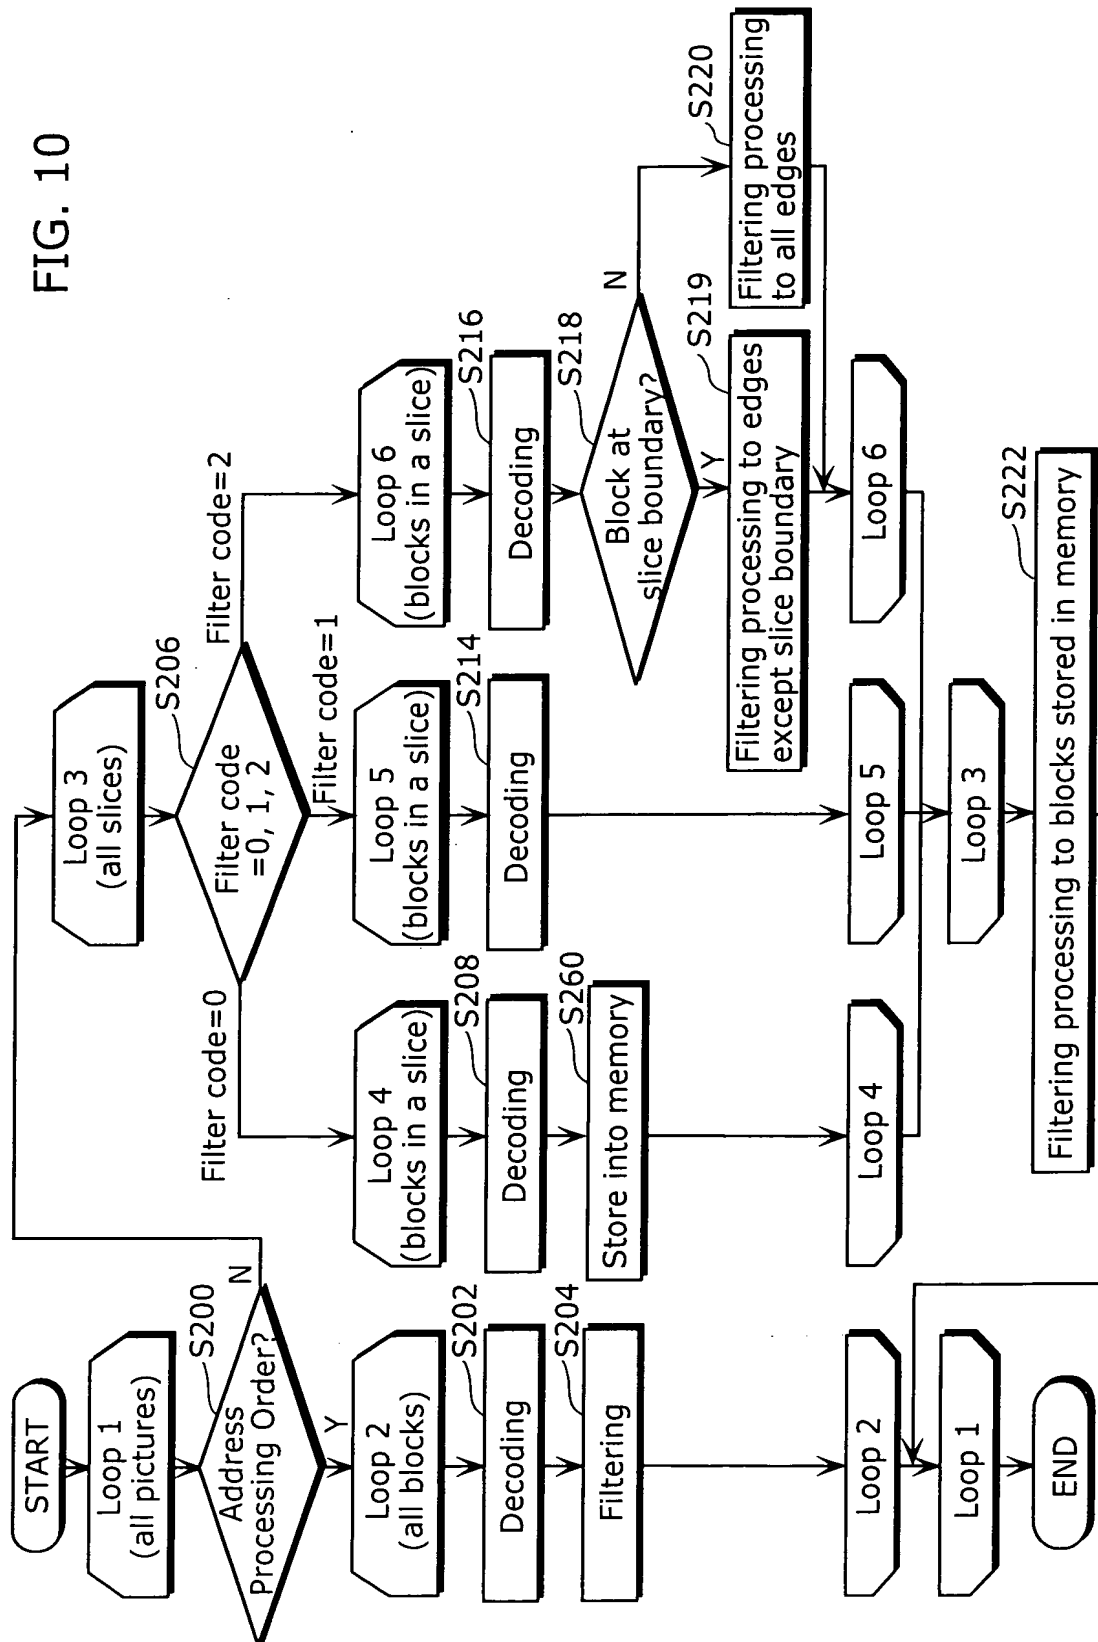 FIG. 10
START
Loop 1
(all pictures)
S200
Address
Processing Order?
N
Y
Loop 2
(all blocks)
S202
Decoding
S204
Filtering
Loop 2
Loop 1
END
Loop 3
(all slices)
S206
Filter code
=0, 1, 2
Filter code=0
Filter code=1
Filter code=2
Loop 4
(blocks in a slice)
S208
Decoding
S260
Store into memory
Loop 4
Loop 5
(blocks in a slice)
S214
Decoding
Loop 5
Loop 6
(blocks in a slice)
S216
Decoding
S218
Block at
slice boundary?
N
Y
S219
Filtering processing to edges
except slice boundary
S220
Filtering processing
to all edges
Loop 6
Loop 3
S222
Filtering processing to blocks stored in memory